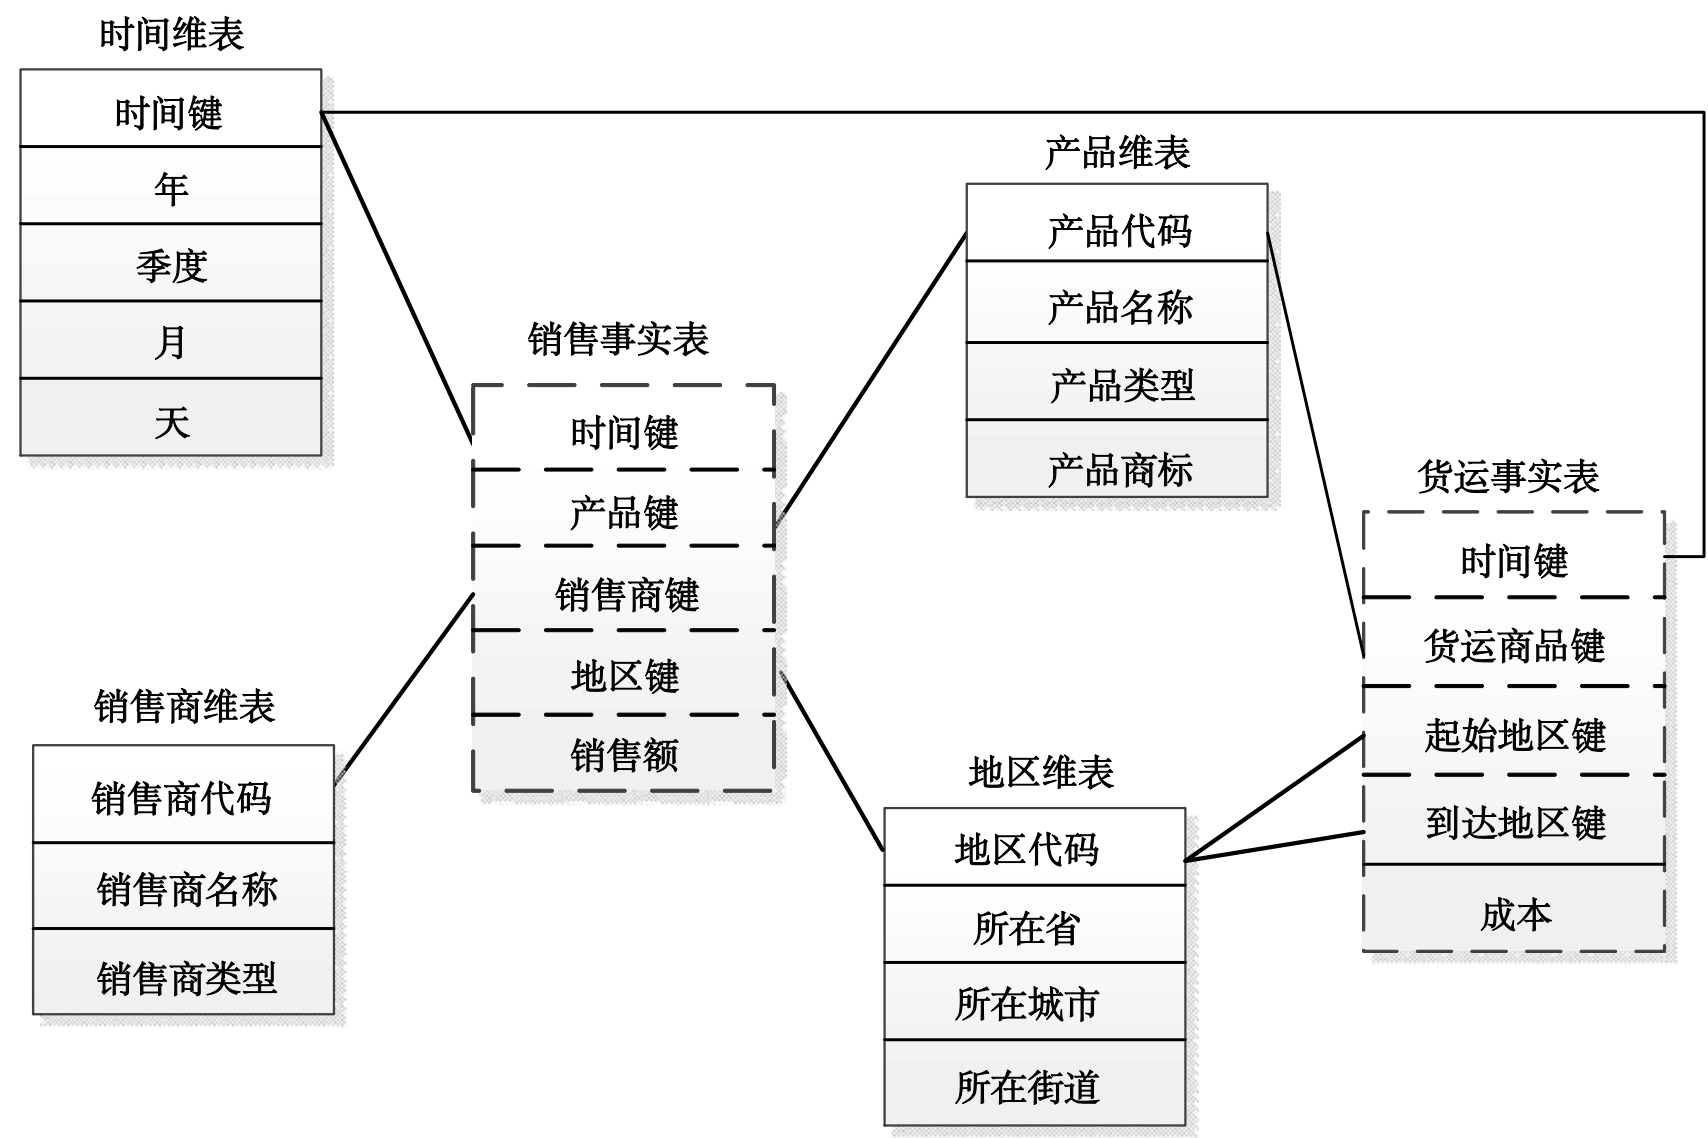 时间维表
时间键
年
季度
月
天
销售商维表
销售商代码
销售商名称
销售商类型
销售事实表
时间键
产品键
销售商键
地区键
销售额
产品维表
产品代码
产品名称
产品类型
产品商标
地区维表
地区代码
所在省
所在城市
所在街道
货运事实表
时间键
货运商品键
起始地区键
到达地区键
成本